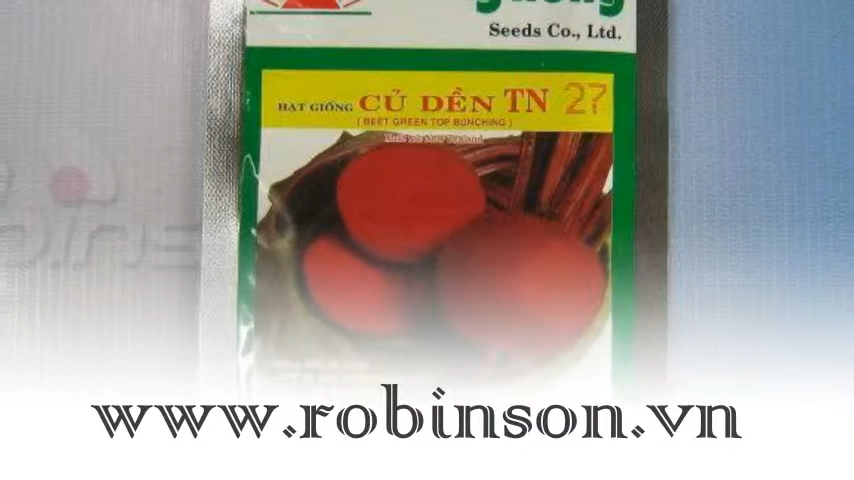 Seeds Co., Ltd.
HẠT GIỐNG CỦ DỀN TN 27
( BEET GREEN TOP BUNCHING )
www.robinson.vn